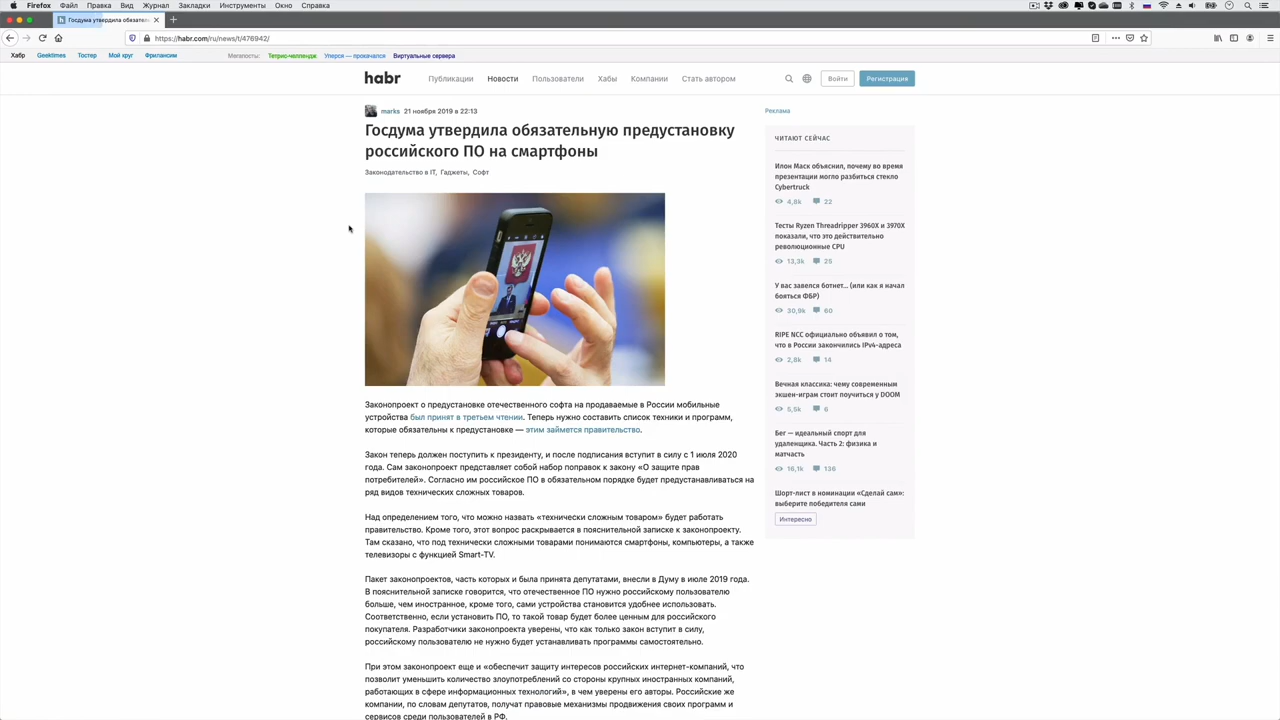 Firefox Файл Правка Вид Журнал Закладки Инструменты Окно Справка
Госдума утвердила обязатель
https://habr.com/ru/news/t/476942/
Хабр Geektimes Тостер Мой круг Фрилансим Мегапосты: Тетрис-челлендж Уперся — прокачался Виртуальные сервера
habr Публикации Новости Пользователи Хабы Компании Стать автором Войти Регистрация
marks 21 ноября 2019 в 22:13
Госдума утвердила обязательную предустановку
российского ПО на смартфоны
Законодательство в IT, Гаджеты, Софт
Законопроект о предустановке отечественного софта на продаваемые в России мобильные
устройства был принят в третьем чтении. Теперь нужно составить список техники и программ,
которые обязательны к предустановке — этим займется правительство.
Закон теперь должен поступить к президенту, и после подписания вступит в силу с 1 июля 2020
года. Сам законопроект представляет собой набор поправок к закону «О защите прав
потребителей». Согласно им российское ПО в обязательном порядке будет предустанавливаться на
ряд видов технических сложных товаров.
Над определением того, что можно назвать «технически сложным товаром» будет работать
правительство. Кроме того, этот вопрос раскрывается в пояснительной записке к законопроекту.
Там сказано, что под технически сложными товарами понимаются смартфоны, компьютеры, а также
телевизоры с функцией Smart-TV.
Пакет законопроектов, часть которых и была принята депутатами, внесли в Думу в июле 2019 года.
В пояснительной записке говорится, что отечественное ПО нужно российскому пользователю
больше, чем иностранное, кроме того, сами устройства становится удобнее использовать.
Соответственно, если установить ПО, то такой товар будет более ценным для российского
покупателя. Разработчики законопроекта уверены, что как только закон вступит в силу,
российскому пользователю не нужно будет устанавливать программы самостоятельно.
При этом законопроект еще и «обеспечит защиту интересов российских интернет-компаний, что
позволит уменьшить количество злоупотреблений со стороны крупных иностранных компаний,
работающих в сфере информационных технологий», в чем уверены его авторы. Российские же
компании, по словам депутатов, получат правовые механизмы продвижения своих программ и
сервисов среди пользователей в РФ.
Реклама
ЧИТАЮТ СЕЙЧАС
Илон Маск объяснил, почему во время
презентации могло разбиться стекло
Cybertruck
4,8k 22
Тесты Ryzen Threadripper 3960X и 3970X
показали, что это действительно
революционные CPU
13,3k 25
У вас завелся ботнет… (или как я начал
бояться ФБР)
30,9k 60
RIPE NCC официально объявил о том,
что в России закончились IPv4-адреса
2,8k 14
Вечная классика: чему современным
экшен-играм стоит поучиться у DOOM
5,5k 6
Бег — идеальный спорт для
удаленщика. Часть 2: физика и
матчасть
16,1k 136
Шорт-лист в номинации «Сделай сам»:
выберите победителя сами
Интересно